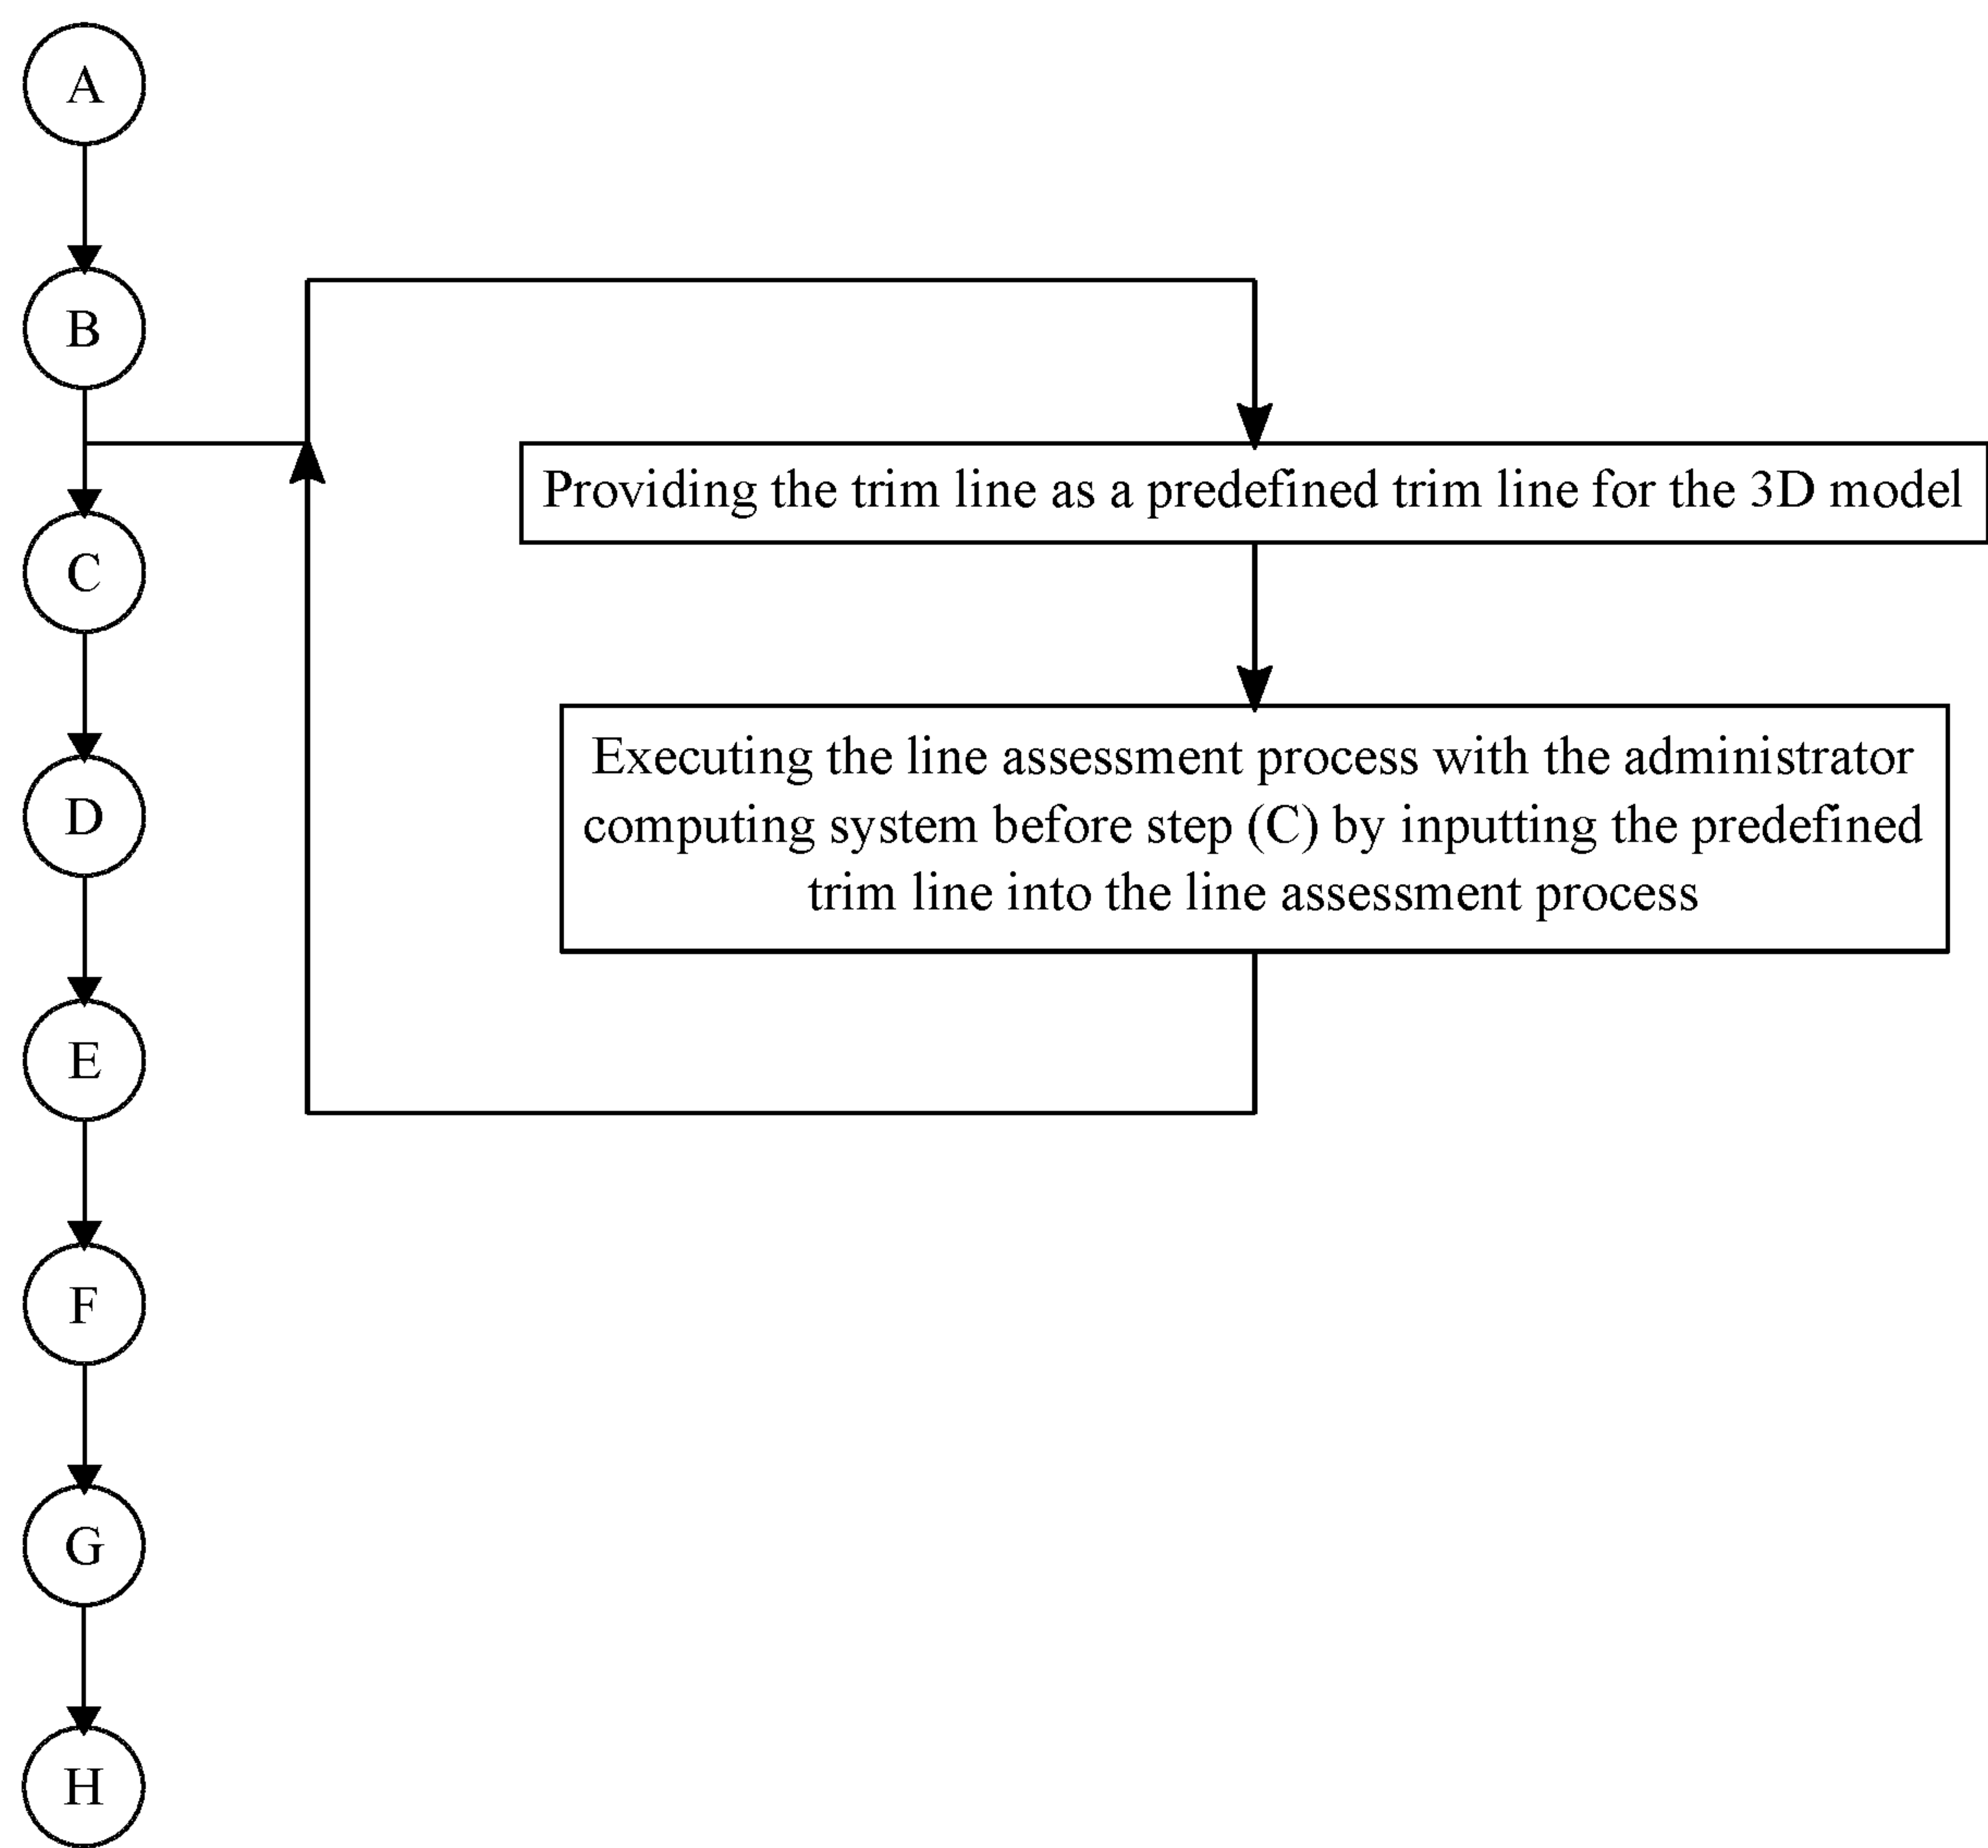 A
B
C
D
E
F
G
H
Providing the trim line as a predefined trim line for the 3D model
Executing the line assessment process with the administrator
computing system before step (C) by inputting the predefined
trim line into the line assessment process